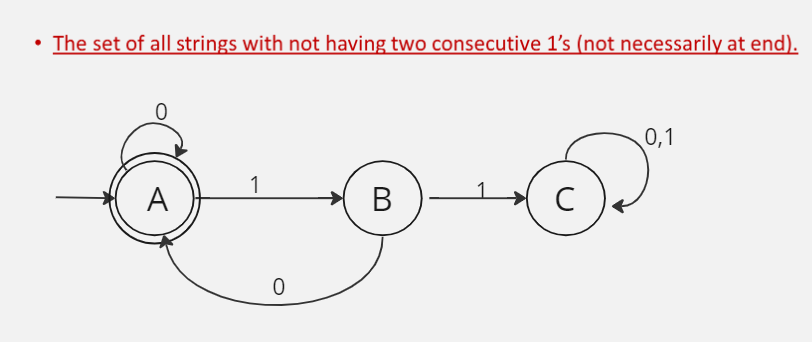 • The set of all strings with not having two consecutive 1’s (not necessarily at end).
0
0,1
1
1
A
B
C
0